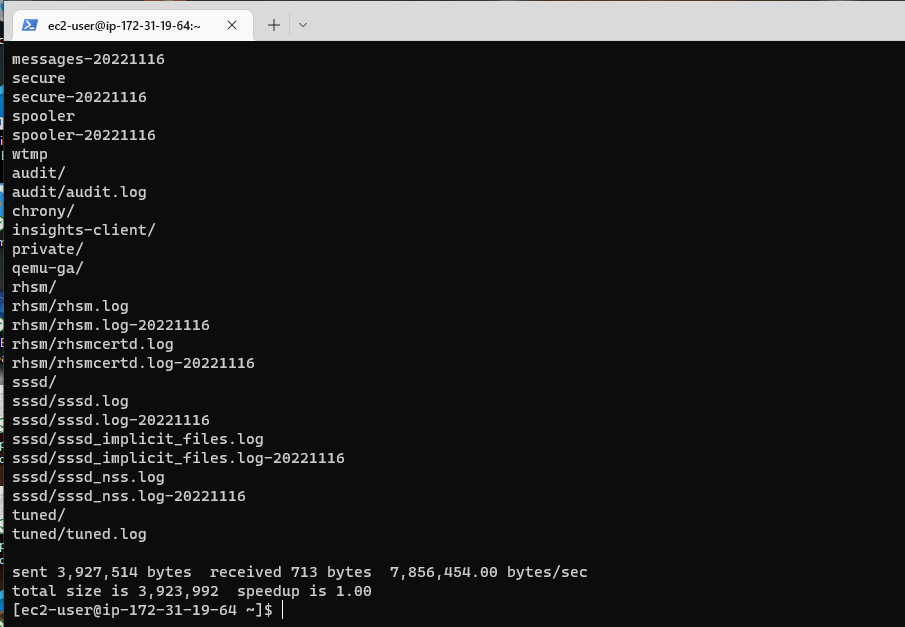 ec2-user@ip-172-31-19-64:~
messages-20221116
secure
secure-20221116
spooler
spooler-20221116
wtmp
audit/
audit/audit.log
chrony/
insights-client/
private/
qemu-ga/
rhsm/
rhsm/rhsm.log
rhsm/rhsm.log-20221116
rhsm/rhsmcertd.log
rhsm/rhsmcertd.log-20221116
sssd/
sssd/sssd.log
sssd/sssd.log-20221116
sssd/sssd_implicit_files.log
sssd/sssd_implicit_files.log-20221116
sssd/sssd_nss.log
sssd/sssd_nss.log-20221116
tuned/
tuned/tuned.log
sent 3,927,514 bytes  received 713 bytes  7,856,454.00 bytes/sec
total size is 3,923,992  speedup is 1.00
[ec2-user@ip-172-31-19-64 ~]$